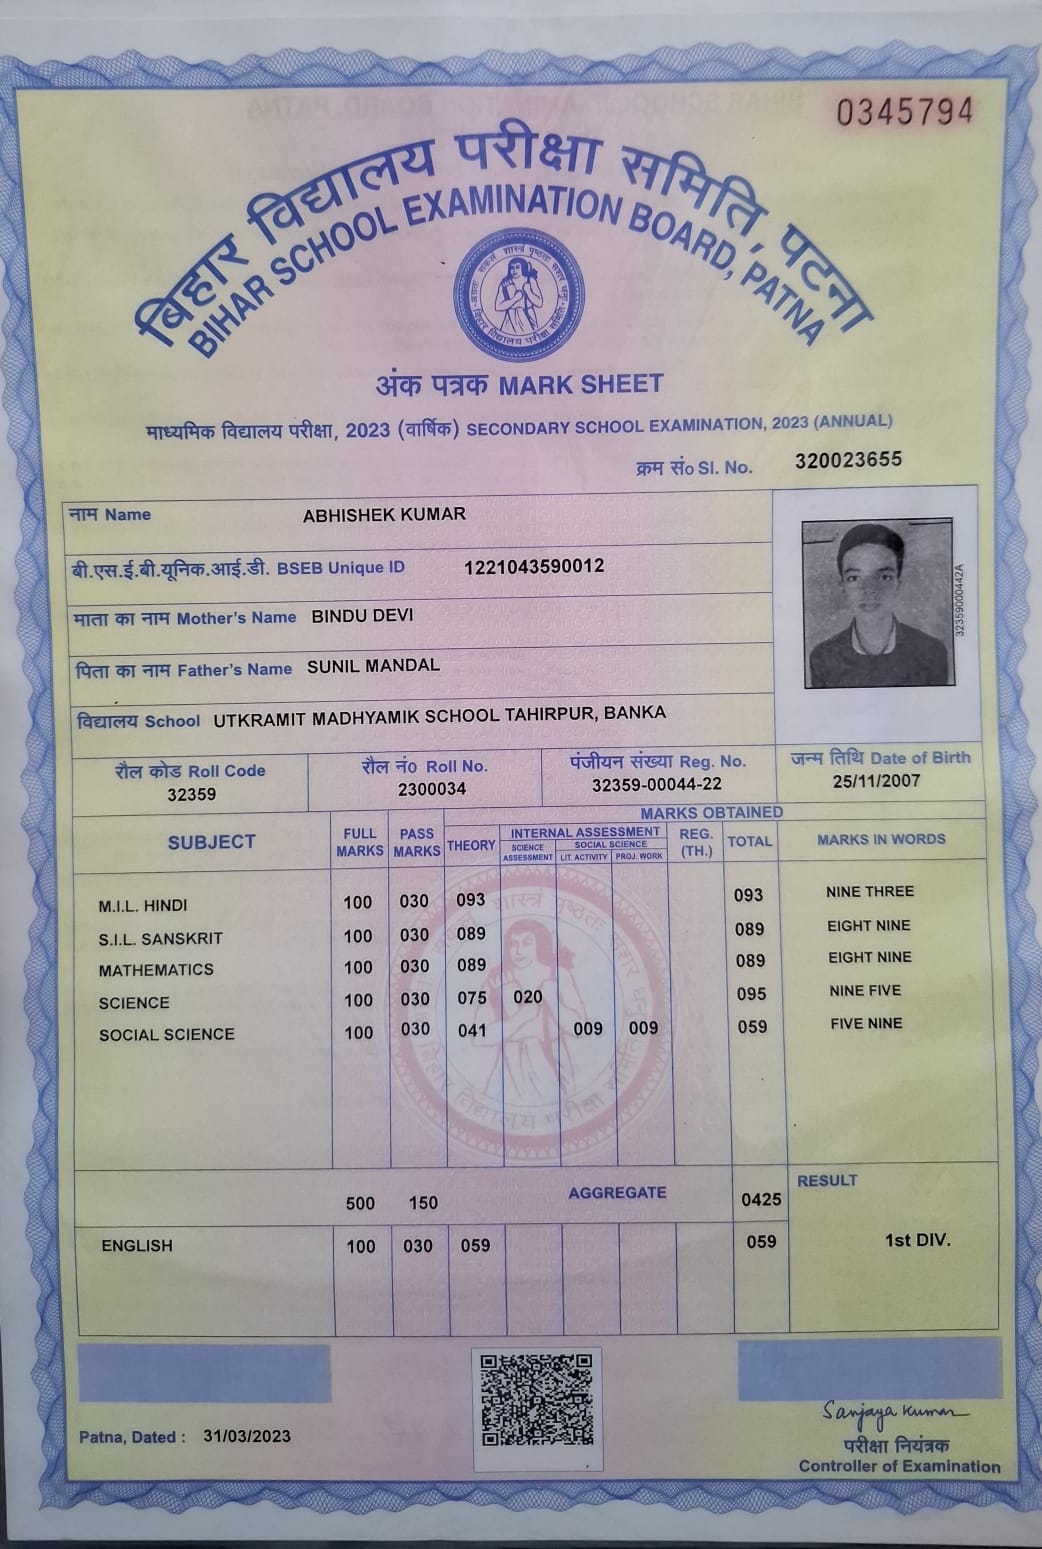 0345794
बिहार विद्यालय परीक्षा समिति, पटना
BIHAR SCHOOL EXAMINATION BOARD, PATNA
अंक पत्रक MARK SHEET
माध्यमिक विद्यालय परीक्षा, 2023 (वार्षिक) SECONDARY SCHOOL EXAMINATION, 2023 (ANNUAL)
क्रम सं० Sl. No. 320023655
नाम Name ABHISHEK KUMAR
बी.एस.ई.बी.यूनिक.आई.डी. BSEB Unique ID 1221043590012
माता का नाम Mother's Name BINDU DEVI
पिता का नाम Father's Name SUNIL MANDAL
विद्यालय School UTKRAMIT MADHYAMIK SCHOOL TAHIRPUR, BANKA
32359000442A
रौल कोड Roll Code रौल नं० Roll No. पंजीयन संख्या Reg. No. जन्म तिथि Date of Birth
32359 2300034 32359-00044-22 25/11/2007
MARKS OBTAINED
SUBJECT FULL MARKS PASS MARKS THEORY INTERNAL ASSESSMENT REG. (TH.) TOTAL MARKS IN WORDS
SCIENCE ASSESSMENT SOCIAL SCIENCE
LIT. ACTIVITY PROJ. WORK
M.I.L. HINDI 100 030 093 093 NINE THREE
S.I.L. SANSKRIT 100 030 089 089 EIGHT NINE
MATHEMATICS 100 030 089 089 EIGHT NINE
SCIENCE 100 030 075 020 095 NINE FIVE
SOCIAL SCIENCE 100 030 041 009 009 059 FIVE NINE
500 150 AGGREGATE 0425 RESULT
ENGLISH 100 030 059 059 1st DIV.
Patna, Dated : 31/03/2023
Sanjaya Kumar
परीक्षा नियंत्रक
Controller of Examination